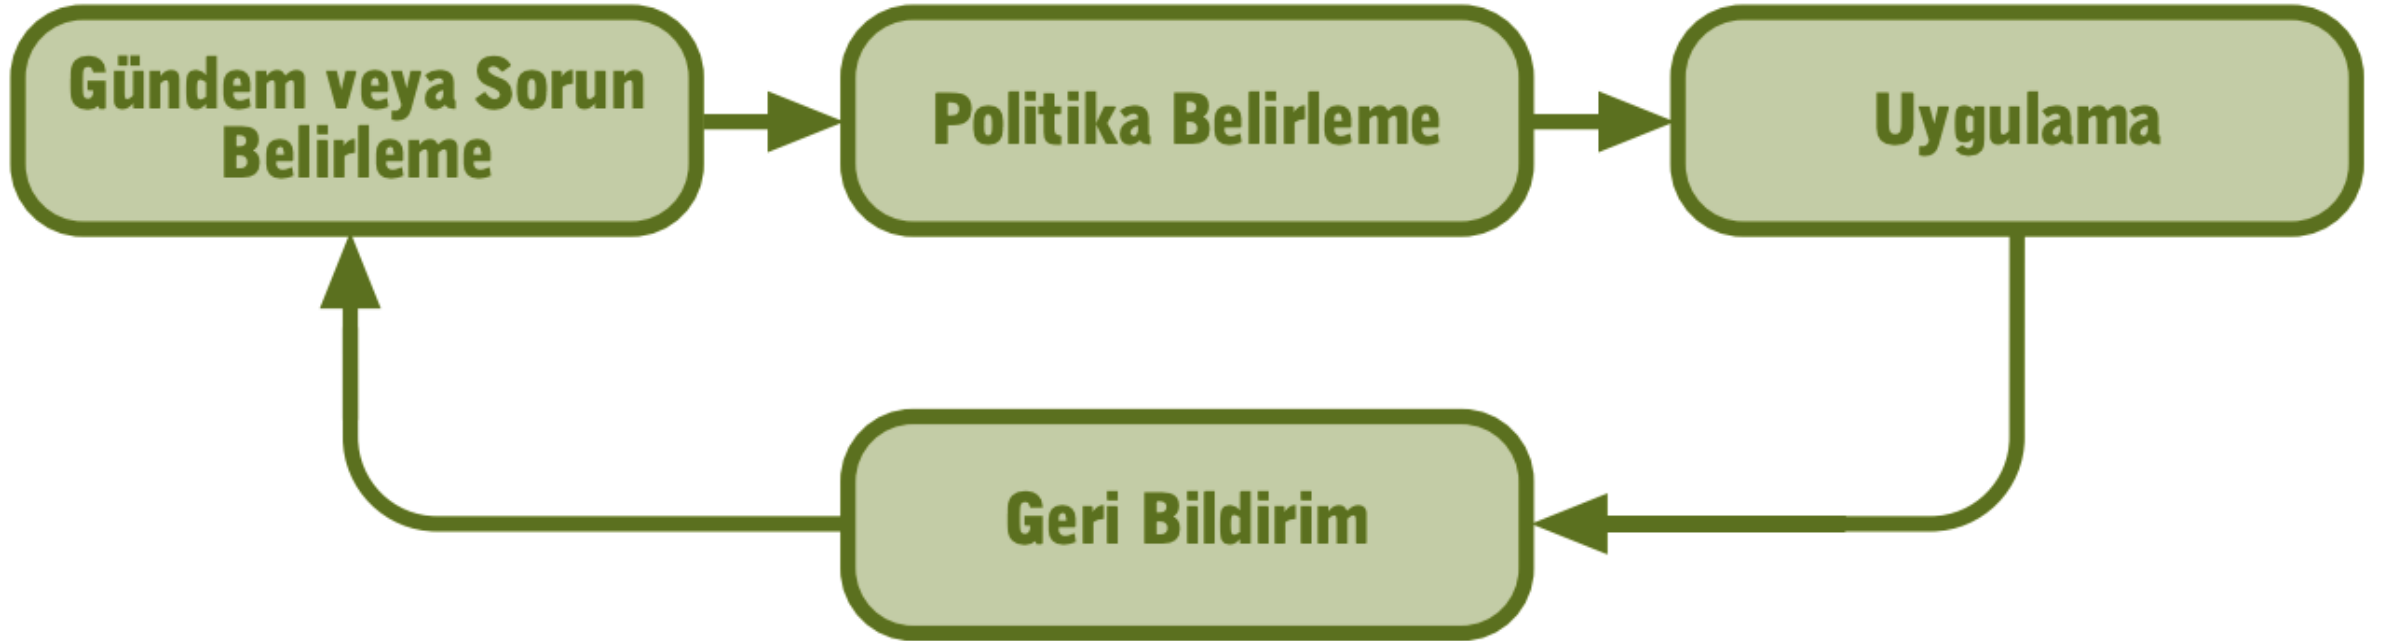 Gündem veya Sorun
Belirleme
Politika Belirleme
Uygulama
Geri Bildirim